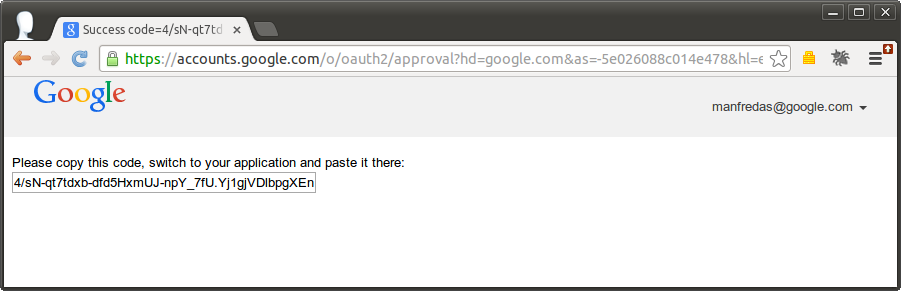 Success code=4/sN-qt7td
https://accounts.google.com/o/oauth2/approval?hd=google.com&as=-5e026088c014e478&hl=e
Google
manfredas@google.com
Please copy this code, switch to your application and paste it there:
4/sN-qt7tdxb-dfd5HxmUJ-npY_7fU.Yj1gjVDlbpgXEn